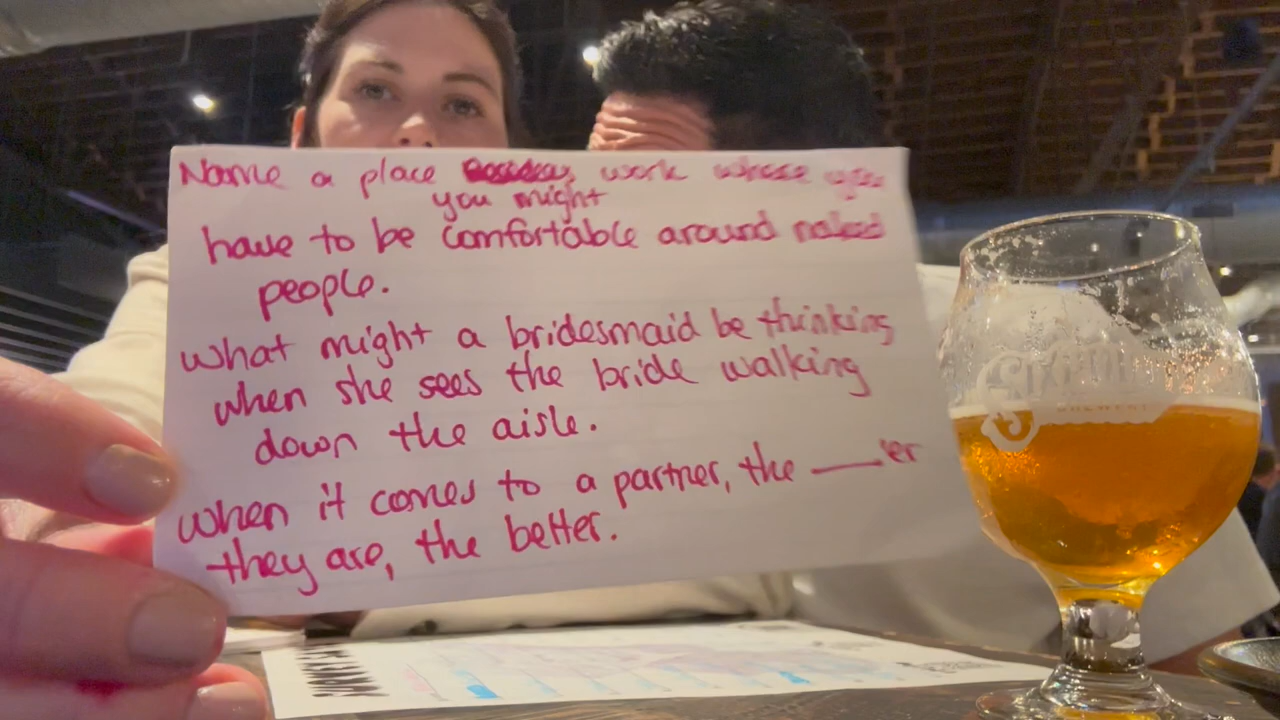 Name a place work where you
you might
have to be comfortable around naked
people.
What might a bridesmaid be thinking
when she sees the bride walking
down the aisle.
When it comes to a partner, the ___'er
they are, the better.
BREWERY